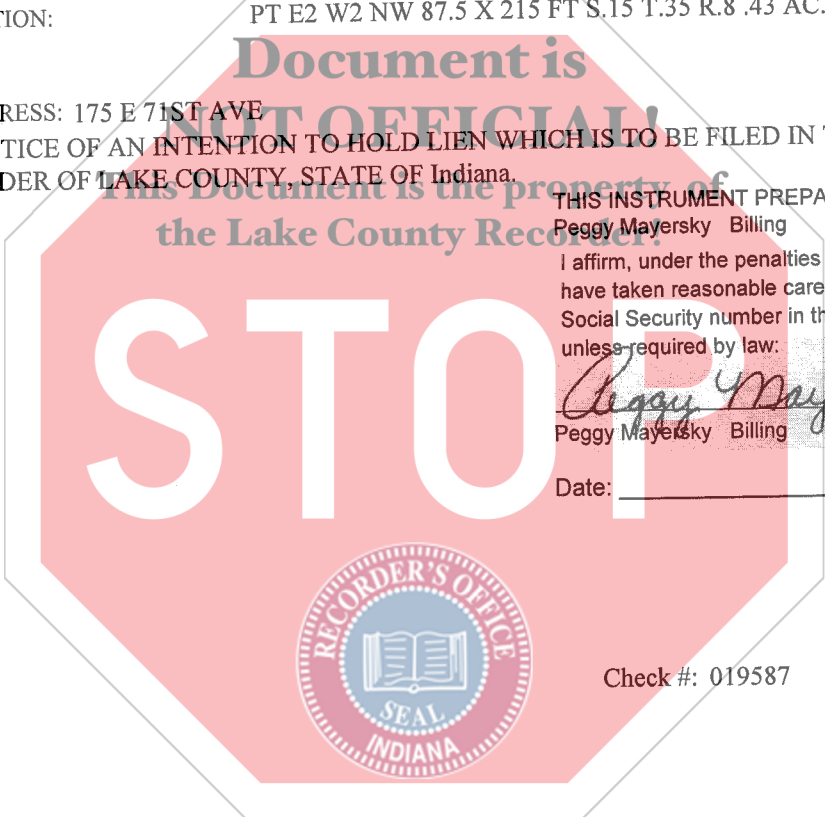 TION: PT E2 W2 NW 87.5 X 215 FT S.15 T.35 R.8 .43 AC.
Document is
RESS: 175 E 71ST AVE
NOT OFFICIAL!
TICE OF AN INTENTION TO HOLD LIEN WHICH IS TO BE FILED IN
DER OF LAKE COUNTY, STATE OF Indiana.
This Document is the property of
the Lake County Recorder!
THIS INSTRUMENT PREPA
Peggy Mayersky Billing
I affirm, under the penalties
have taken reasonable care
Social Security number in th
unless required by law:
Peggy May
Peggy Mayersky Billing
Date:
STOP
RECORDER'S OFFICE
SEAL
INDIANA
Check #: 019587